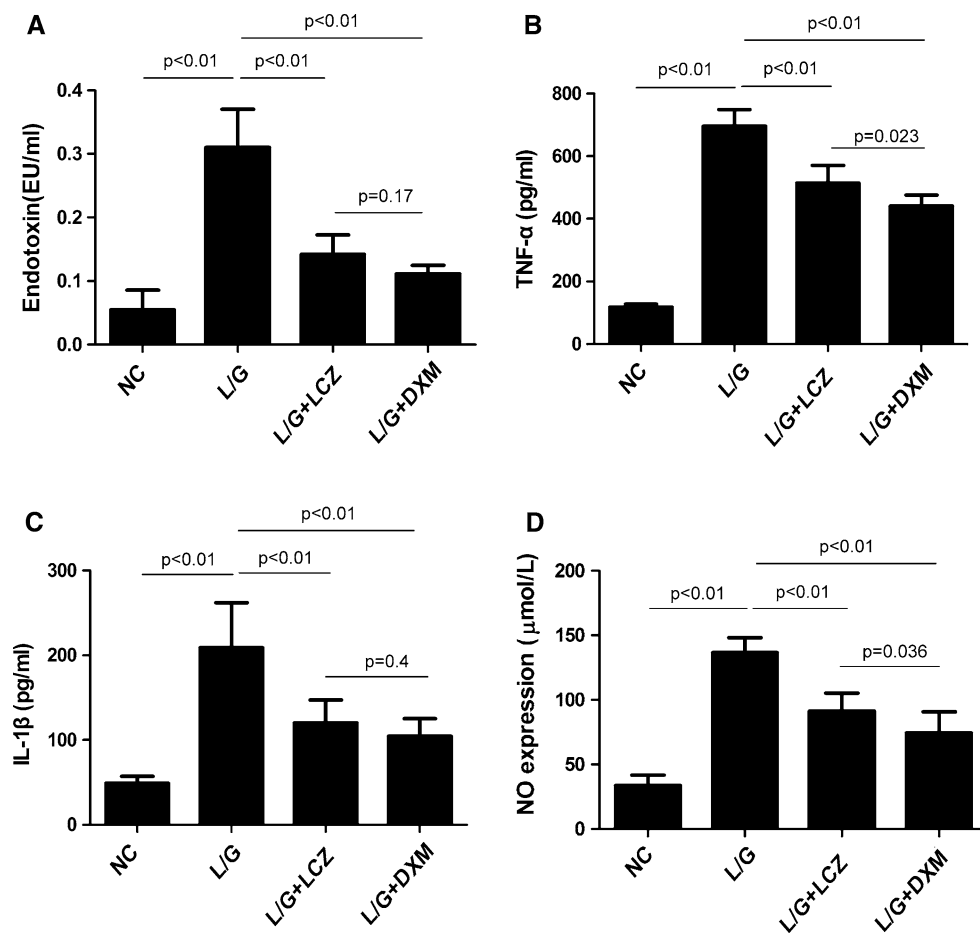 A
p<0.01
p<0.01
p<0.01
p=0.17
Endotoxin(EU/ml)
0.4
0.3
0.2
0.1
0.0
NC
L/G
L/G+LCZ
L/G+DXM
B
p<0.01
p<0.01
p<0.01
p=0.023
TNF-α (pg/ml)
800
600
400
200
0
NC
L/G
L/G+LCZ
L/G+DXM
C
p<0.01
p<0.01
p<0.01
p=0.4
IL-1β (pg/ml)
300
200
100
0
NC
L/G
L/G+LCZ
L/G+DXM
D
p<0.01
p<0.01
p<0.01
p=0.036
NO expression ( μmol/L)
200
150
100
50
0
NC
L/G
L/G+LCZ
L/G+DXM